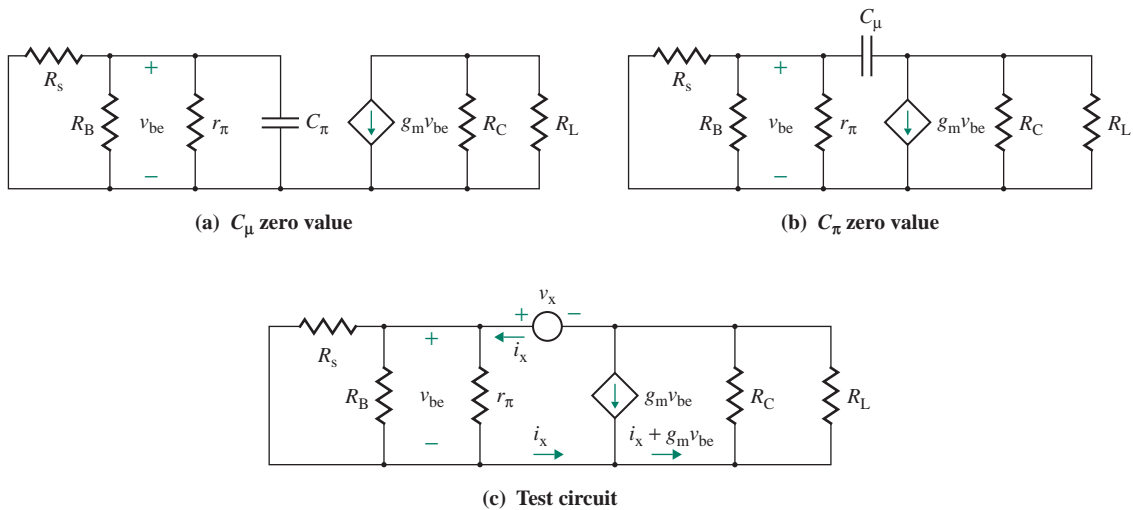 R_s
R_B
+
v_be
−
r_π
C_π
g_m v_be
R_C
R_L
(a) C_μ zero value
C_μ
R_s
R_B
+
v_be
−
r_π
g_m v_be
R_C
R_L
(b) C_π zero value
v_x
+ −
i_x
R_s
R_B
+
v_be
−
r_π
g_m v_be
R_C
R_L
i_x
i_x + g_m v_be
(c) Test circuit